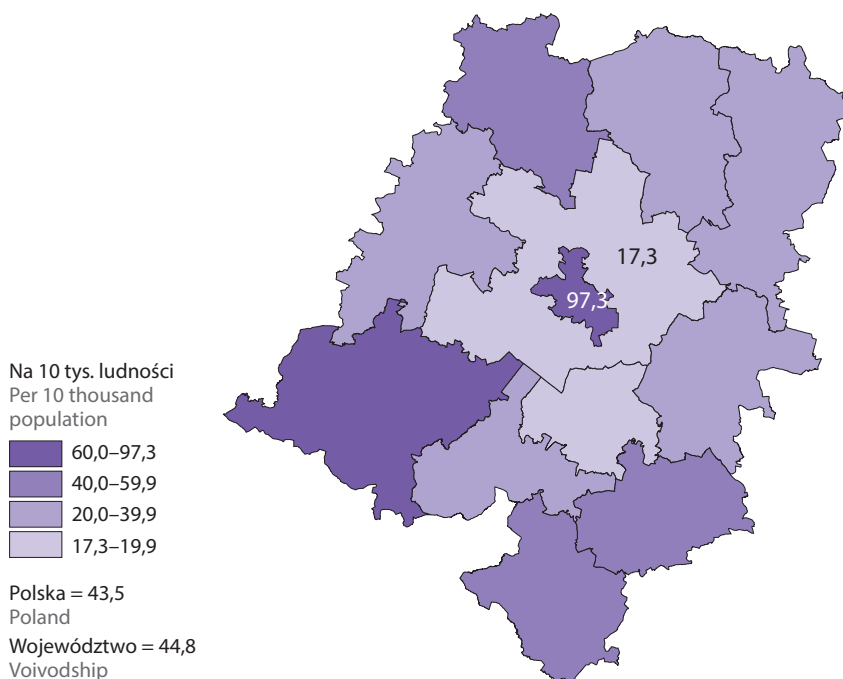 17,3
97,3
Na 10 tys. ludności
Per 10 thousand
population
60,0–97,3
40,0–59,9
20,0–39,9
17,3–19,9
Polska = 43,5
Poland
Województwo = 44,8
Voivodship